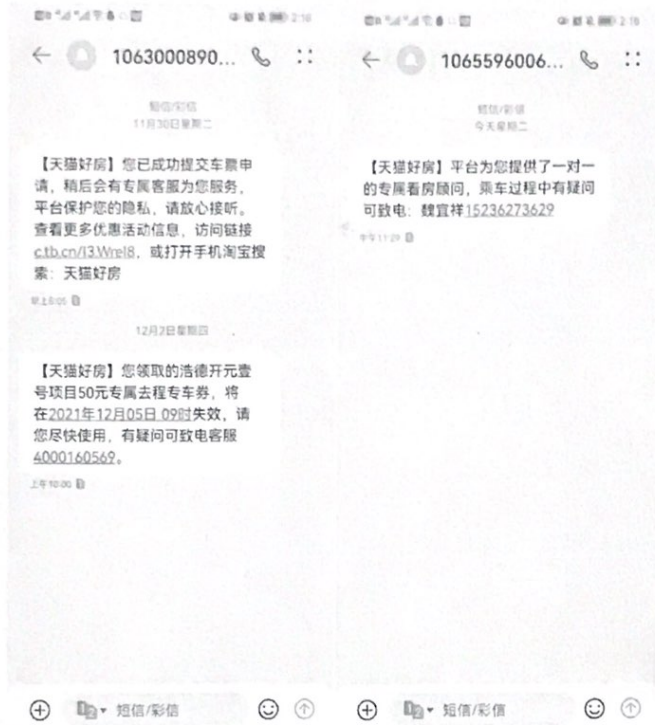 2:18
1063000890...
短信/彩信
11月30日星期二
【天猫好房】您已成功提交车票申
请，稍后会有专属客服为您服务，
平台保护您的隐私，请放心接听。
查看更多优惠活动信息，访问链接
c.tb.cn/I3.Wrel8，或打开手机淘宝搜
索：天猫好房
12月2日星期四
【天猫好房】您领取的浩德开元壹
号项目50元专属去程专车券，将
在2021年12月05日 09时失效，请
您尽快使用，有疑问可致电客服
4000160569。
上午10:00
短信/彩信
2:18
1065596006...
短信/彩信
今天星期二
【天猫好房】平台为您提供了一对一
的专属看房顾问，乘车过程中有疑问
可致电：魏宜祥15236273629
中午11:29
短信/彩信